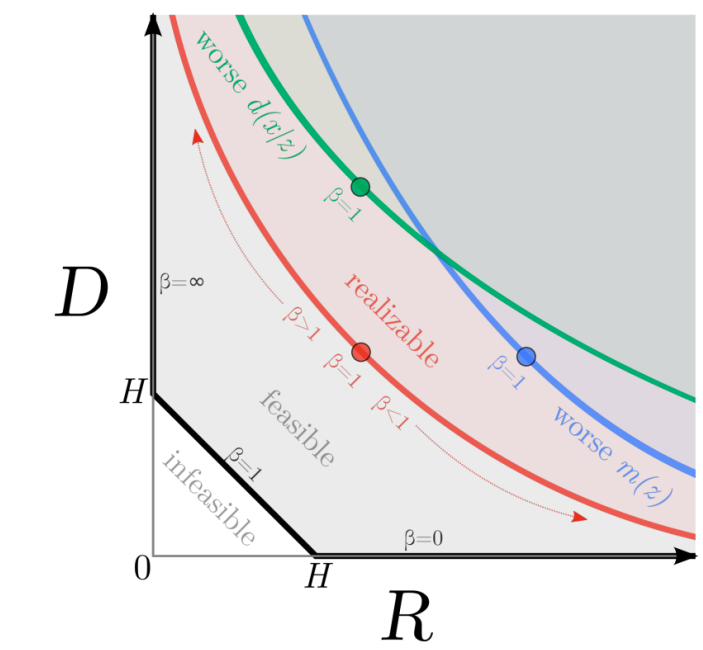 worse d(x|z)
β=1
D
β=∞
realizable
β>1
β=1
β<1
β=1
H
feasible
worse m(z)
β=1
infeasible
β=0
0
H
R